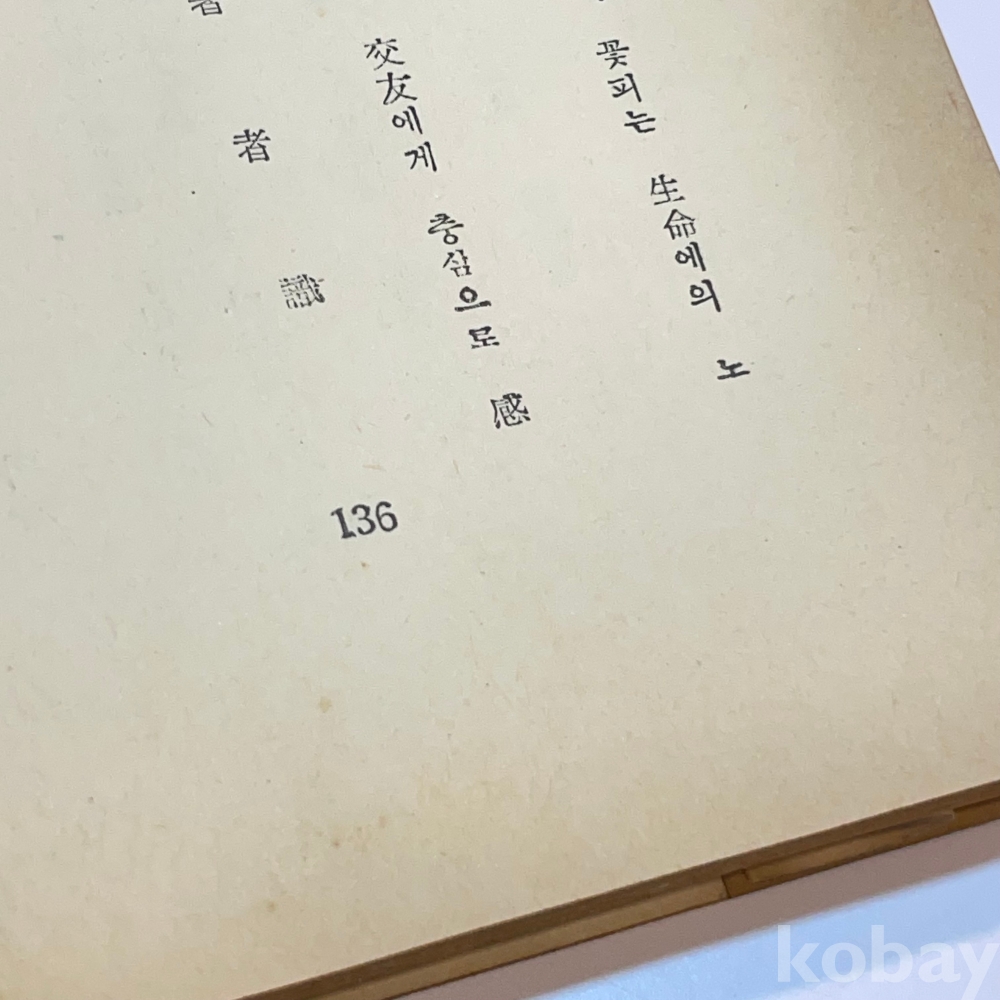 꽃피는 生命에의 노
交友에게 충심으로 感
者 識
者
136
kobay